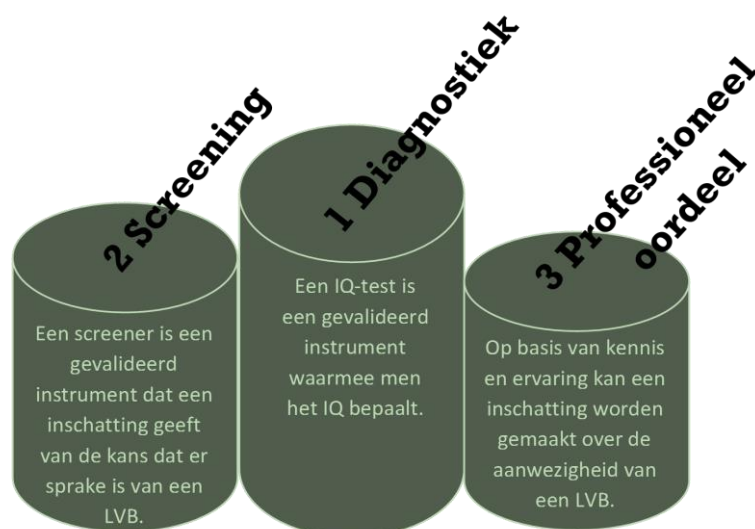 2 Screening
Een screener is een
gevalideerd
instrument dat een
inschatting geeft
van de kans dat er
sprake is van een
LVB.
1 Diagnostiek
Een IQ-test is
een gevalideerd
instrument
waarmee men
het IQ bepaalt.
3 Professioneel
oordeel
Op basis van kennis
en ervaring kan een
inschatting worden
gemaakt over de
aanwezigheid van
een LVB.